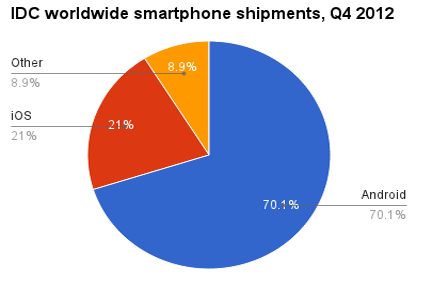 IDC worldwide smartphone shipments, Q4 2012
Other
8.9%
8.9%
iOS
21%
21%
Android
70.1%
70.1%